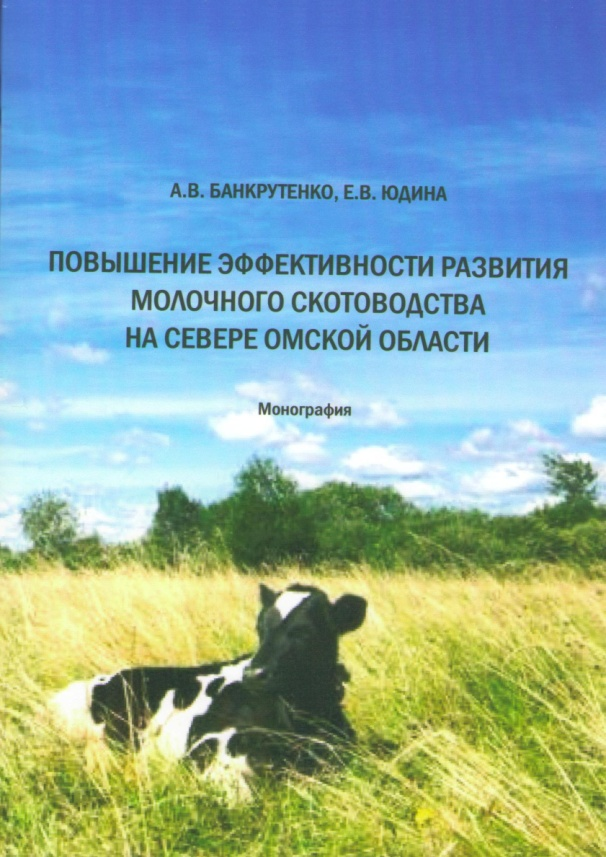 А.В. БАНКРУТЕНКО, Е.В. ЮДИНА
ПОВЫШЕНИЕ ЭФФЕКТИВНОСТИ РАЗВИТИЯ
МОЛОЧНОГО СКОТОВОДСТВА
НА СЕВЕРЕ ОМСКОЙ ОБЛАСТИ
Монография